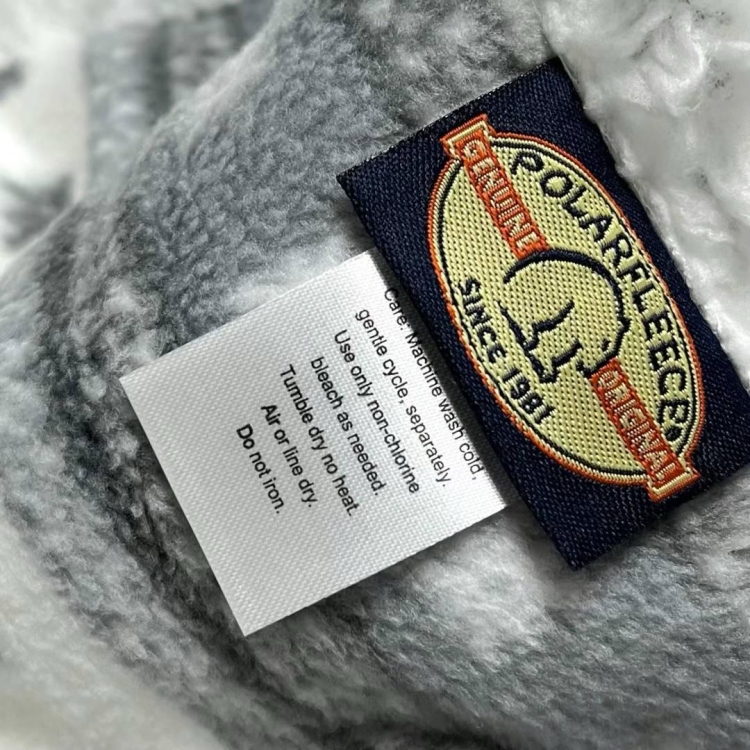 GENUINE
POLARFLEECE®
ORIGINAL
SINCE 1981
Care: Machine wash cold,
gentle cycle, separately.
Use only non-chlorine
bleach as needed.
Tumble dry no heat.
Air or line dry.
Do not iron.